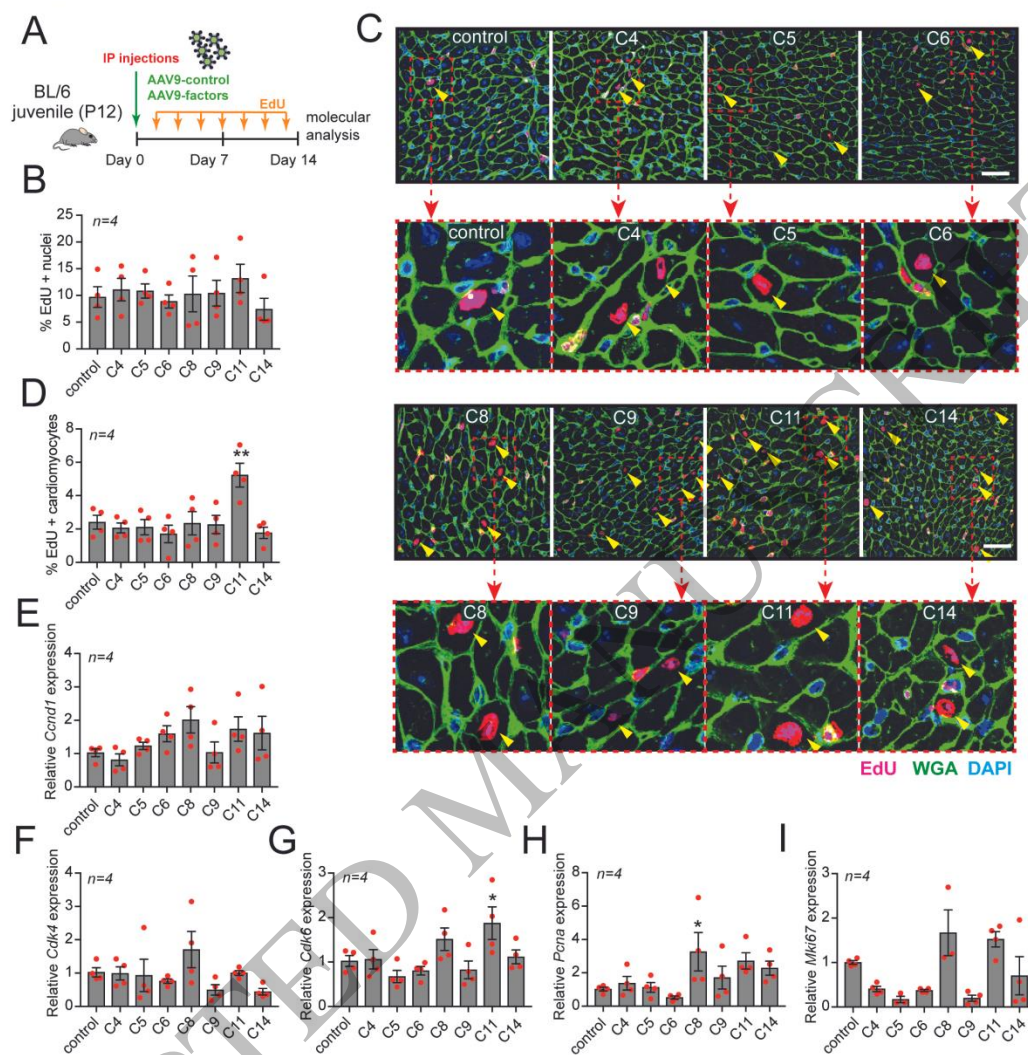 A
IP injections
AAV9-control
AAV9-factors
EdU
BL/6
juvenile (P12)
molecular
analysis
Day 0
Day 7
Day 14
B
n=4
% EdU + nuclei
25
20
15
10
5
0
control
C4
C5
C6
C8
C9
C11
C14
C
control
C4
C5
C6
control
C4
C5
C6
C8
C9
C11
C14
C8
C9
C11
C14
EdU WGA DAPI
D
n=4
% EdU + cardiomyocytes
8
6
4
2
0
**
control
C4
C5
C6
C8
C9
C11
C14
E
n=4
Relative Ccnd1 expression
4
3
2
1
0
control
C4
C5
C6
C8
C9
C11
C14
F
n=4
Relative Cdk4 expression
4
3
2
1
0
control
C4
C5
C6
C8
C9
C11
C14
G
n=4
Relative Cdk6 expression
3
2
1
0
*
control
C4
C5
C6
C8
C9
C11
C14
H
n=4
Relative Pcna expression
8
6
4
2
0
*
control
C4
C5
C6
C8
C9
C11
C14
I
n=4
Relative Mki67 expression
3
2
1
0
control
C4
C5
C6
C8
C9
C11
C14